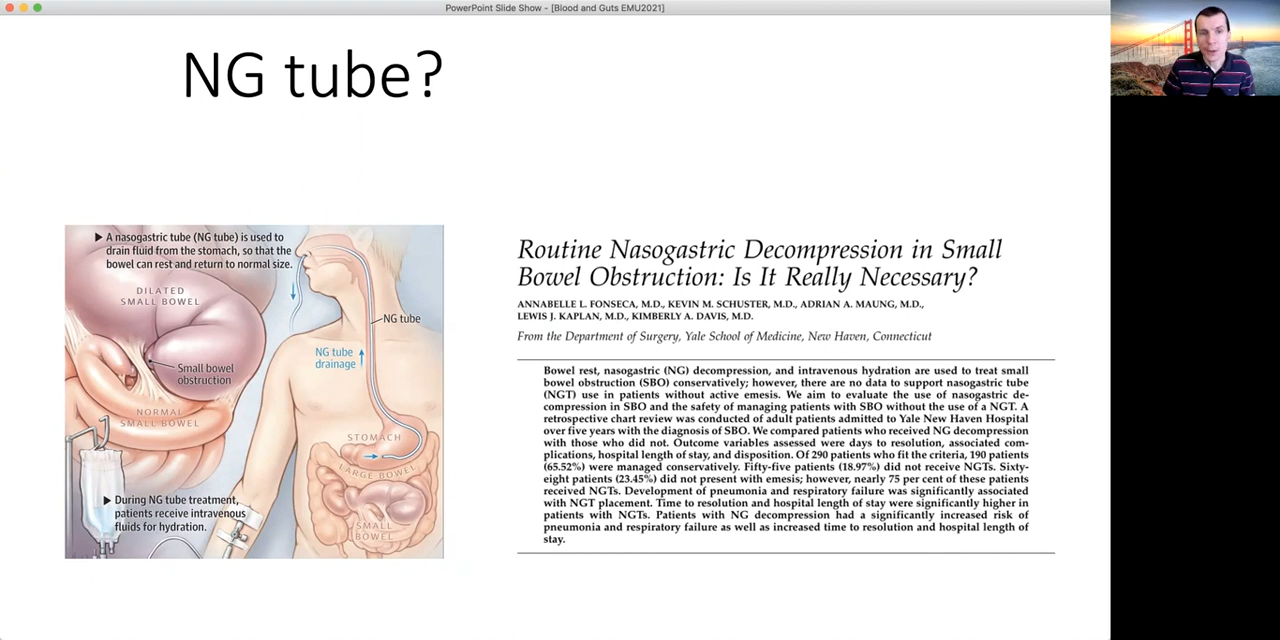 PowerPoint Slide Show - [Blood and Guts EMU2021]
NG tube?
▶ A nasogastric tube (NG tube) is used to
drain fluid from the stomach, so that the
bowel can rest and return to normal size.
DILATED
SMALL BOWEL
NG tube
NG tube
drainage
Small bowel
obstruction
NORMAL
SMALL BOWEL
STOMACH
LARGE BOWEL
▶ During NG tube treatment,
patients receive intravenous
fluids for hydration.
SMALL
BOWEL
Routine Nasogastric Decompression in Small
Bowel Obstruction: Is It Really Necessary?
ANNABELLE L. FONSECA, M.D., KEVIN M. SCHUSTER, M.D., ADRIAN A. MAUNG, M.D.,
LEWIS J. KAPLAN, M.D., KIMBERLY A. DAVIS, M.D.
From the Department of Surgery, Yale School of Medicine, New Haven, Connecticut
Bowel rest, nasogastric (NG) decompression, and intravenous hydration are used to treat small
bowel obstruction (SBO) conservatively; however, there are no data to support nasogastric tube
(NGT) use in patients without active emesis. We aim to evaluate the use of nasogastric de-
compression in SBO and the safety of managing patients with SBO without the use of a NGT. A
retrospective chart review was conducted of adult patients admitted to Yale New Haven Hospital
over five years with the diagnosis of SBO. We compared patients who received NG decompression
with those who did not. Outcome variables assessed were days to resolution, associated com-
plications, hospital length of stay, and disposition. Of 290 patients who fit the criteria, 190 patients
(65.52%) were managed conservatively. Fifty-five patients (18.97%) did not receive NGTs. Sixty-
eight patients (23.45%) did not present with emesis; however, nearly 75 per cent of these patients
received NGTs. Development of pneumonia and respiratory failure was significantly associated
with NGT placement. Time to resolution and hospital length of stay were significantly higher in
patients with NGTs. Patients with NG decompression had a significantly increased risk of
pneumonia and respiratory failure as well as increased time to resolution and hospital length of
stay.